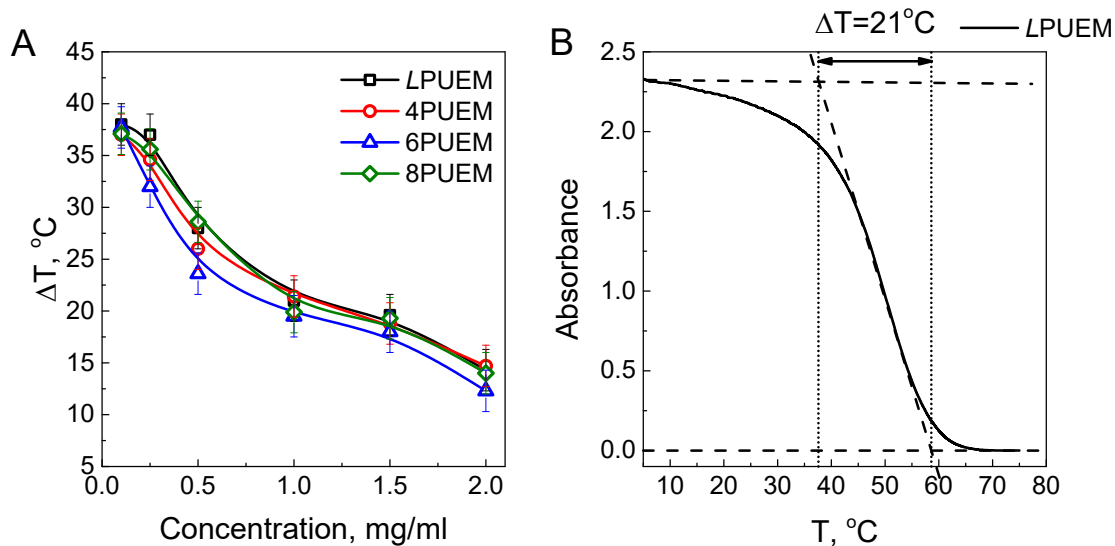 A
45
40
35
30
25
20
15
10
5
ΔT, °C
0.0 0.5 1.0 1.5 2.0
Concentration, mg/ml
LPUEM
4PUEM
6PUEM
8PUEM
B
ΔT=21°C
LPUEM
2.5
2.0
1.5
1.0
0.5
0.0
Absorbance
10 20 30 40 50 60 70 80
T, °C